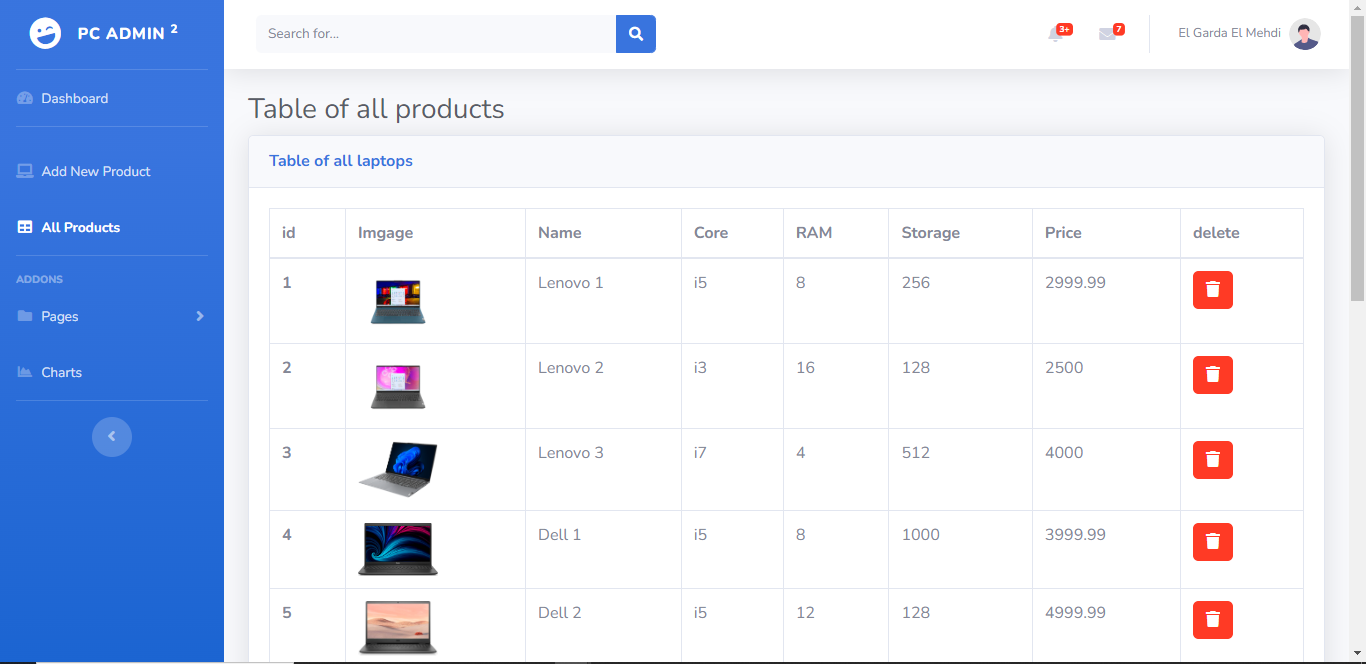 PC ADMIN 2
Search for...
3+
7
El Garda El Mehdi
Dashboard
Add New Product
All Products
ADDONS
Pages
Charts
Table of all products
Table of all laptops
id Imgage Name Core RAM Storage Price delete
1 Lenovo 1 i5 8 256 2999.99
2 Lenovo 2 i3 16 128 2500
3 Lenovo 3 i7 4 512 4000
4 Dell 1 i5 8 1000 3999.99
5 Dell 2 i5 12 128 4999.99